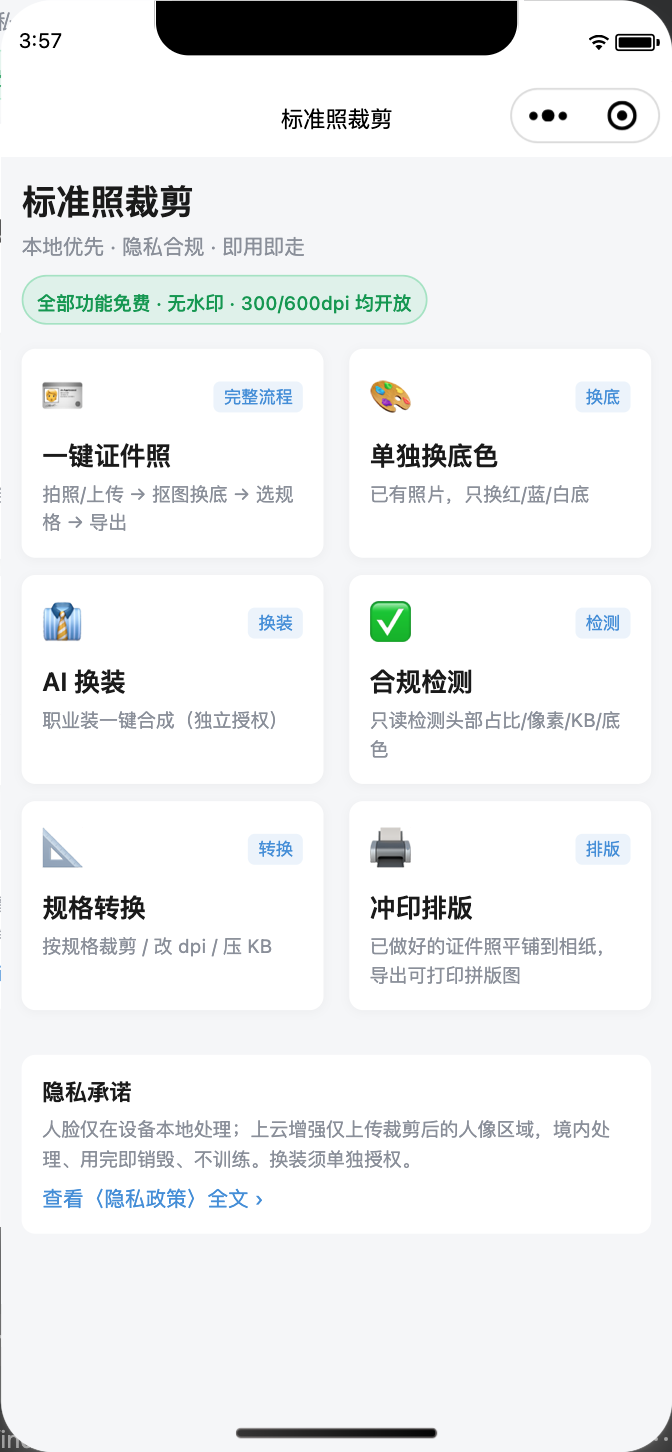 3:57
标准照裁剪
标准照裁剪
本地优先 · 隐私合规 · 即用即走
全部功能免费 · 无水印 · 300/600dpi 均开放
完整流程
一键证件照
拍照/上传 → 抠图换底 → 选规
格 → 导出
换底
单独换底色
已有照片，只换红/蓝/白底
换装
AI 换装
职业装一键合成（独立授权）
检测
合规检测
只读检测头部占比/像素/KB/底
色
转换
规格转换
按规格裁剪 / 改 dpi / 压 KB
排版
冲印排版
已做好的证件照平铺到相纸，
导出可打印拼版图
隐私承诺
人脸仅在设备本地处理；上云增强仅上传裁剪后的人像区域，境内处
理、用完即销毁、不训练。换装须单独授权。
查看〈隐私政策〉全文 ›